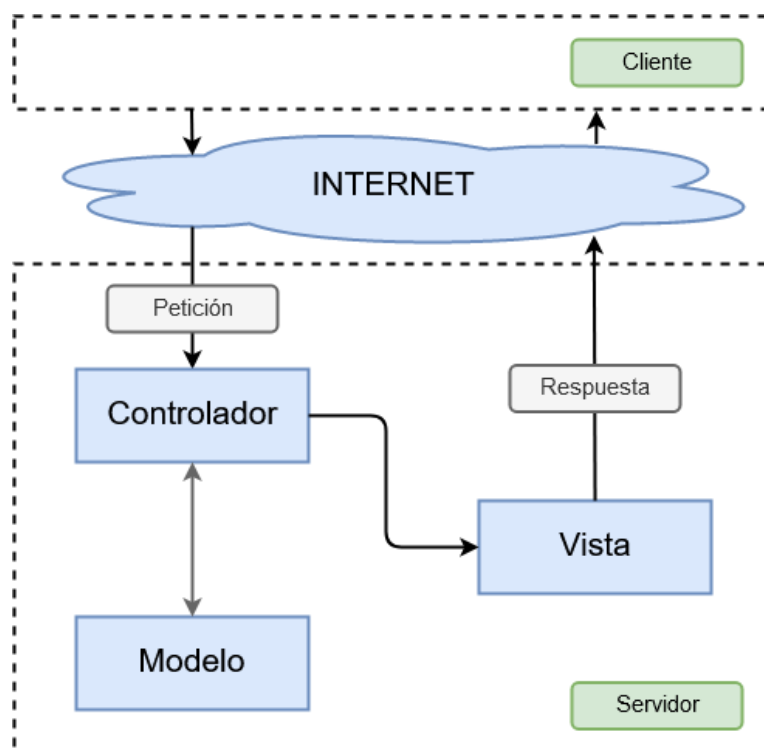 Cliente
INTERNET
Petición
Controlador
Respuesta
Vista
Modelo
Servidor